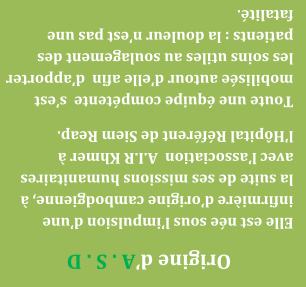 Origine d'A . S . D
Elle est née sous l'impulsion d'une
infirmière d'origine cambodgienne, à
la suite de ses missions humanitaires
avec l'association A.I.R Khmer à
l'Hôpital Référent de Siem Reap.
Toute une équipe compétente s'est
mobilisée autour d'elle afin d'apporter
les soins utiles au soulagement des
patients : la douleur n'est pas une
fatalité.